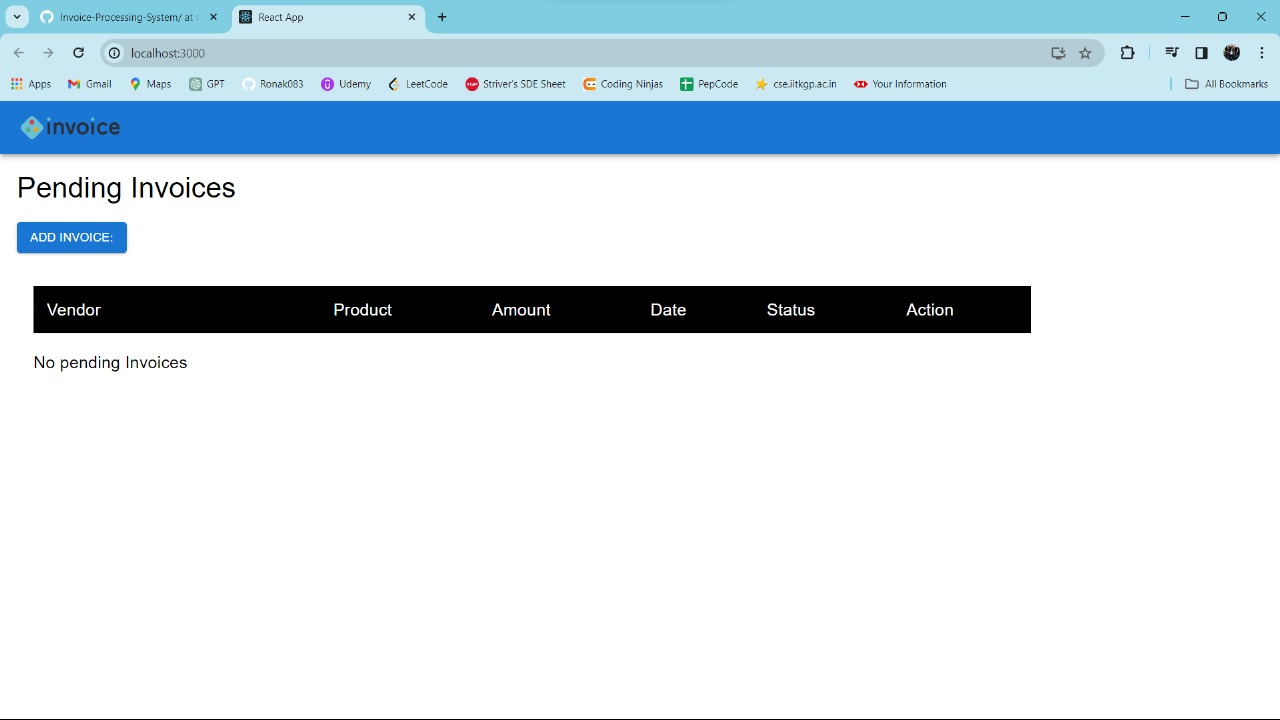 Invoice-Processing-System/ at
React App
localhost:3000
Apps Gmail Maps GPT Ronak083 Udemy LeetCode Striver's SDE Sheet Coding Ninjas PepCode cse.iitkgp.ac.in Your Information All Bookmarks
invoice
Pending Invoices
ADD INVOICE:
Vendor Product Amount Date Status Action
No pending Invoices